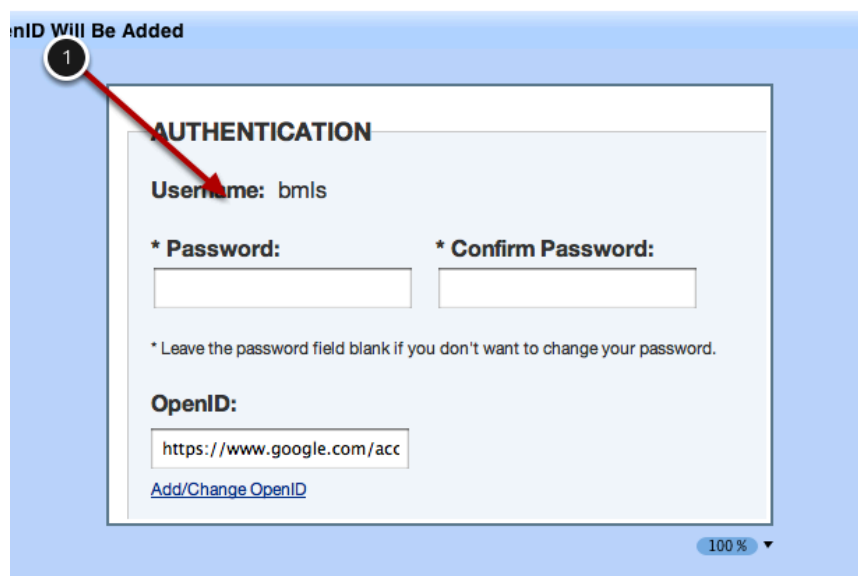 enID Will Be Added
1
AUTHENTICATION
Username: bmls
* Password: * Confirm Password:
* Leave the password field blank if you don't want to change your password.
OpenID:
https://www.google.com/acc
Add/Change OpenID
100 %